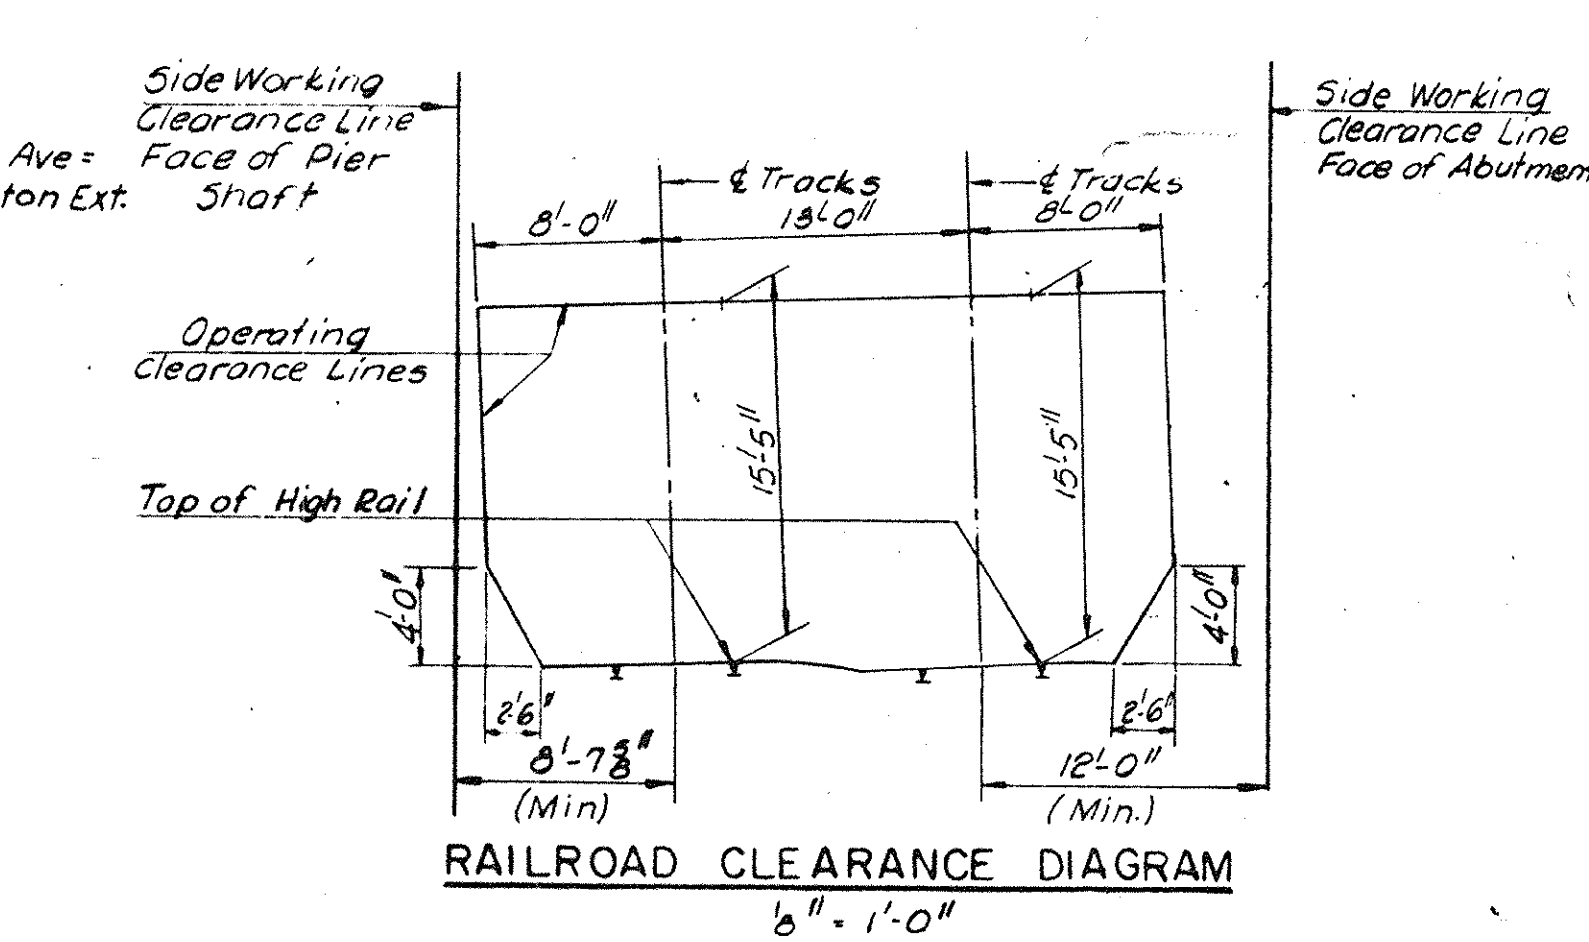 Side Working
Clearance Line
Ave = Face of Pier
ton Ext. Shaft
Side Working
Clearance Line
Face of Abutmen
℄ Tracks
℄ Tracks
8'-0"
13'-0"
8'-0"
Operating
Clearance Lines
15'-5"
15'-5"
Top of High Rail
4'-0"
4'-0"
2'-6"
2'-6"
8'-7 5/8"
(Min)
12'-0"
(Min.)
RAILROAD CLEARANCE DIAGRAM
1/8" = 1'-0"